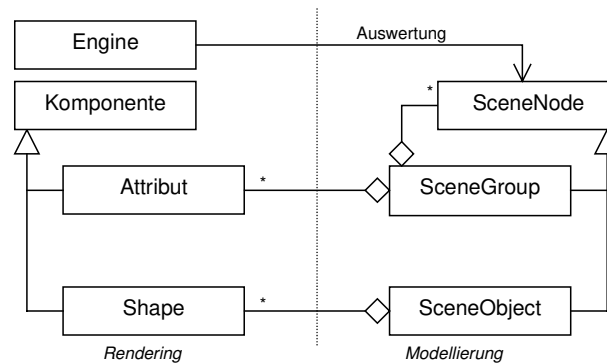 Engine
Auswertung
Komponente
*
SceneNode
Attribut
*
SceneGroup
Shape
*
SceneObject
Rendering
Modellierung